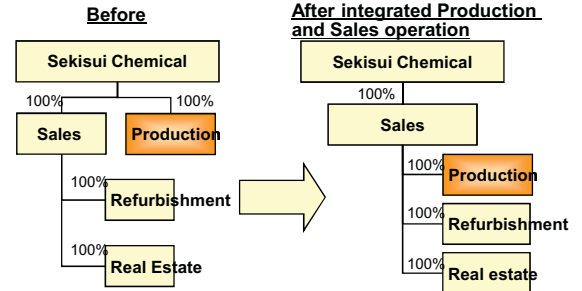 Before
After integrated Production
and Sales operation
Sekisui Chemical
100%
100%
Sales
Production
100%
Refurbishment
100%
Real Estate
Sekisui Chemical
100%
Sales
100%
Production
100%
Refurbishment
100%
Real estate